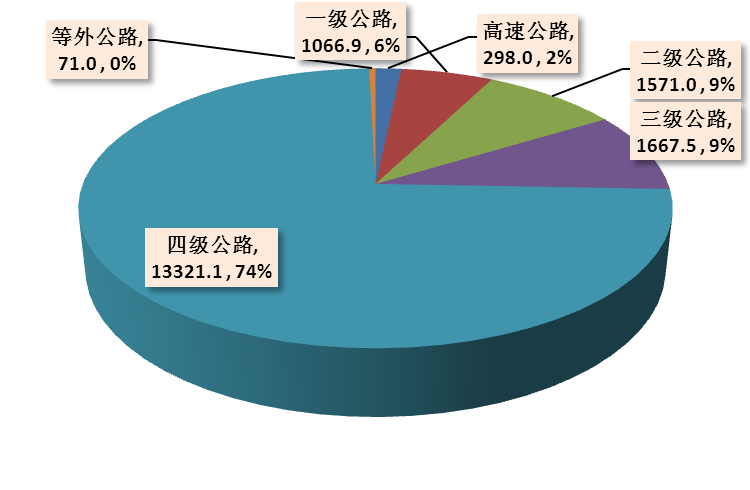 等外公路,
71.0 , 0%
一级公路,
1066.9 , 6%
高速公路,
298.0 , 2%
二级公路,
1571.0 , 9%
三级公路,
1667.5 , 9%
四级公路,
13321.1 , 74%